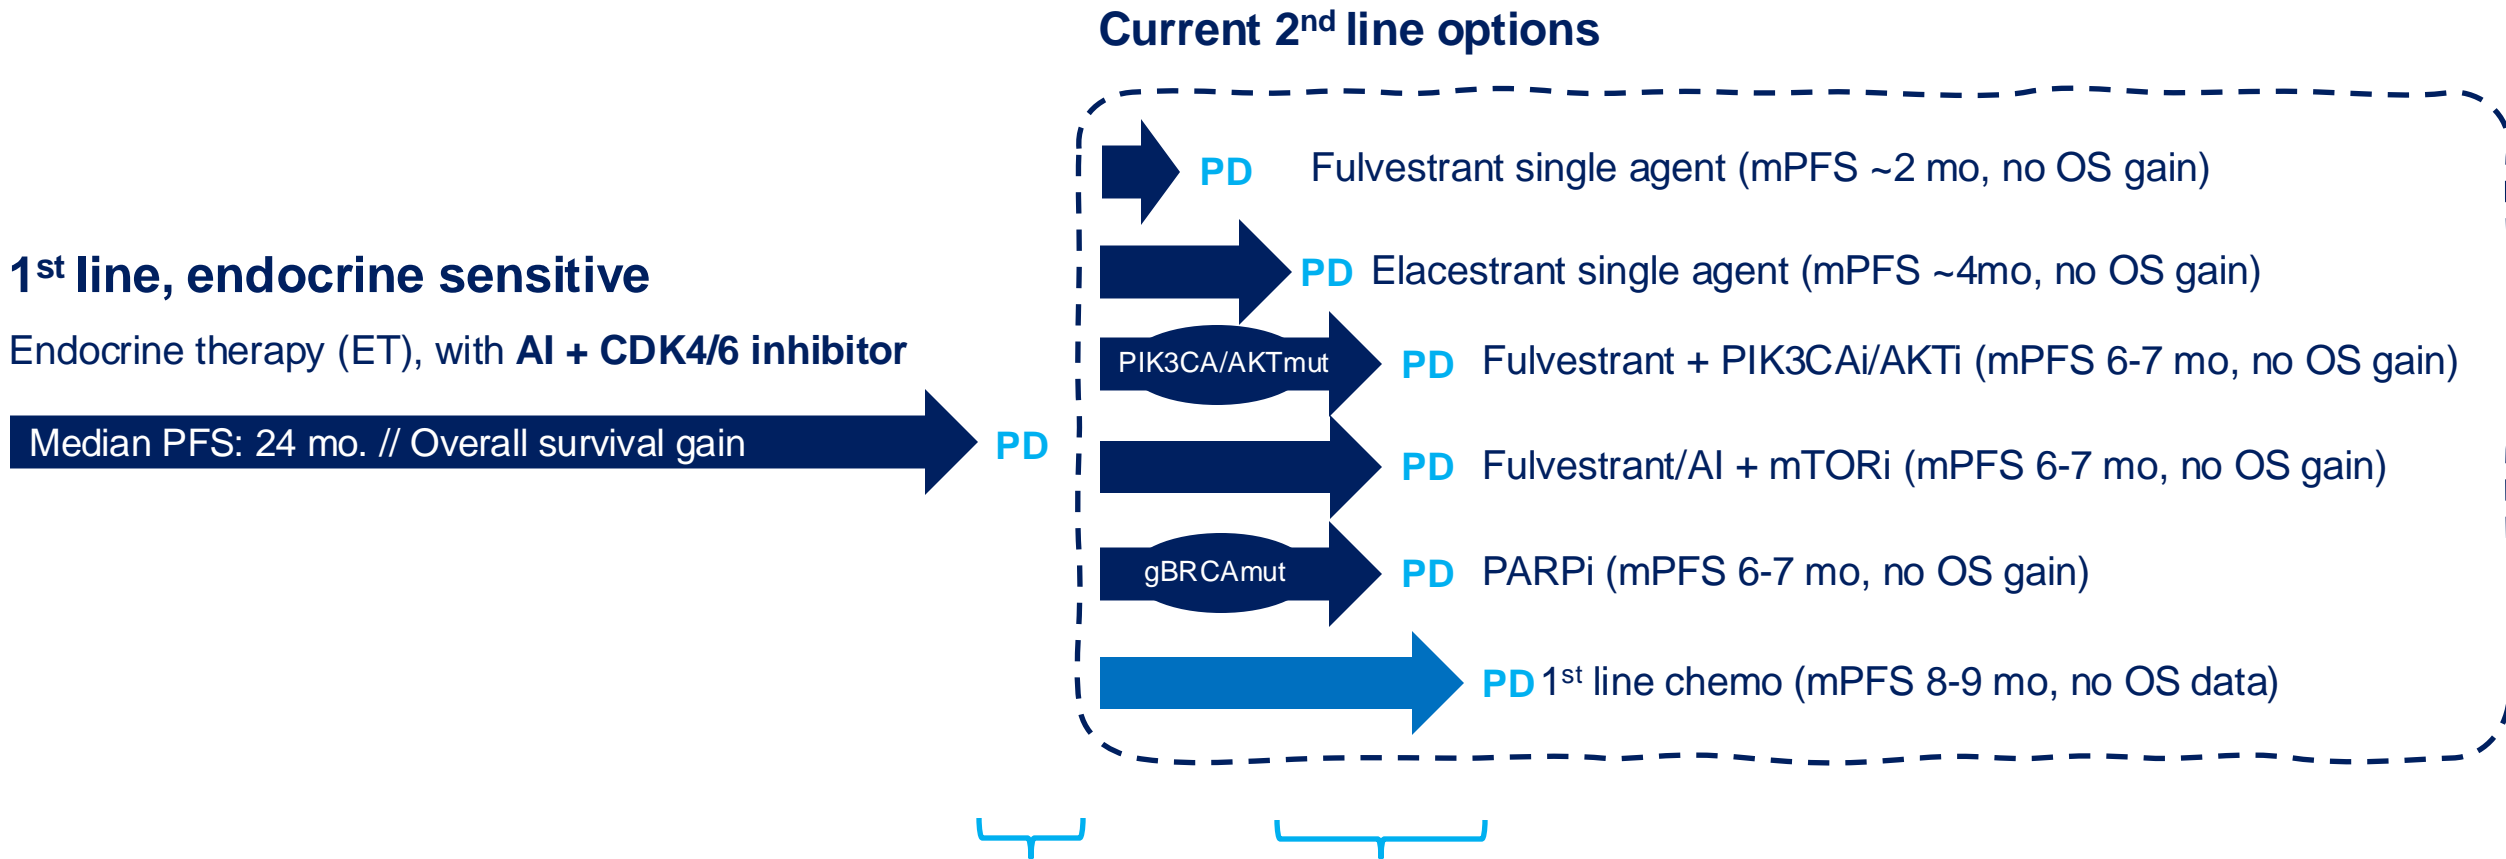 Current 2nd line options
PD Fulvestrant single agent (mPFS ~2 mo, no OS gain)
1st line, endocrine sensitive
PD Elacestrant single agent (mPFS ~4mo, no OS gain)
Endocrine therapy (ET), with AI + CDK4/6 inhibitor
PIK3CA/AKTmut PD Fulvestrant + PIK3CAi/AKTi (mPFS 6-7 mo, no OS gain)
Median PFS: 24 mo. // Overall survival gain PD
PD Fulvestrant/AI + mTORi (mPFS 6-7 mo, no OS gain)
gBRCAmut PD PARPi (mPFS 6-7 mo, no OS gain)
PD 1st line chemo (mPFS 8-9 mo, no OS data)